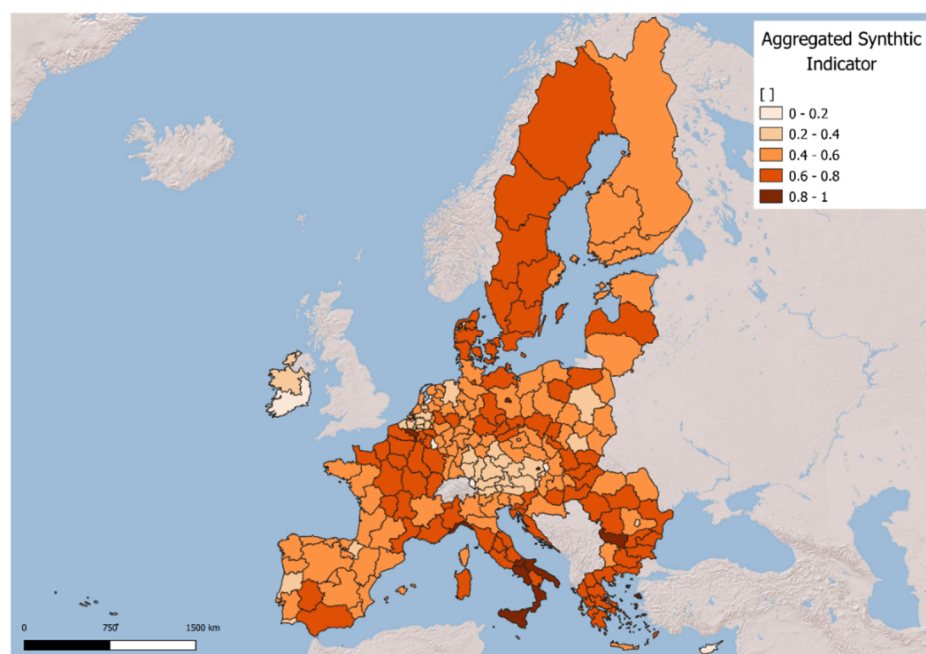 Aggregated Synthtic
Indicator
[ ]
0 - 0.2
0.2 - 0.4
0.4 - 0.6
0.6 - 0.8
0.8 - 1
0 750 1500 km